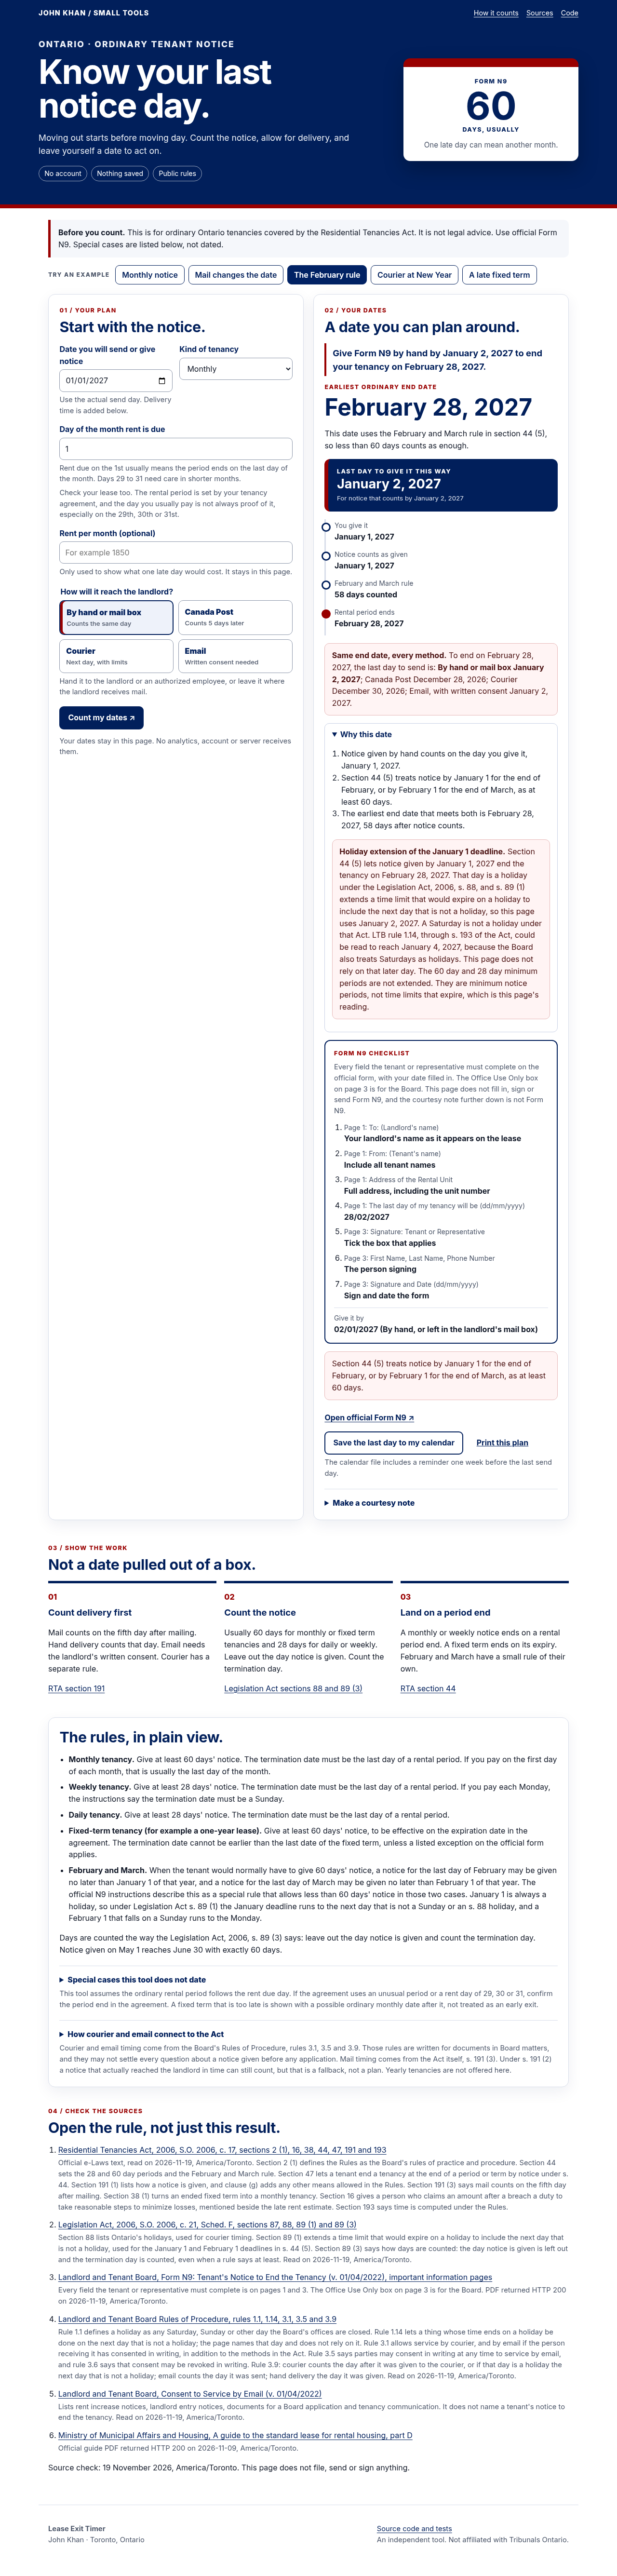 JOHN KHAN / SMALL TOOLS
How it counts Sources Code
ONTARIO · ORDINARY TENANT NOTICE
Know your last
notice day.
Moving out starts before moving day. Count the notice, allow for delivery, and
leave yourself a date to act on.
No account Nothing saved Public rules
FORM N9
60
DAYS, USUALLY
One late day can mean another month.
Before you count. This is for ordinary Ontario tenancies covered by the Residential Tenancies Act. It is not legal advice. Use official Form
N9. Special cases are listed below, not dated.
TRY AN EXAMPLE Monthly notice Mail changes the date The February rule Courier at New Year A late fixed term
01 / YOUR PLAN
Start with the notice.
Date you will send or give
notice
01/01/2027
Use the actual send day. Delivery
time is added below.
Kind of tenancy
Monthly
Day of the month rent is due
1
Rent due on the 1st usually means the period ends on the last day of
the month. Days 29 to 31 need care in shorter months.
Check your lease too. The rental period is set by your tenancy
agreement, and the day you usually pay is not always proof of it,
especially on the 29th, 30th or 31st.
Rent per month (optional)
For example 1850
Only used to show what one late day could cost. It stays in this page.
How will it reach the landlord?
By hand or mail box
Counts the same day
Canada Post
Counts 5 days later
Courier
Next day, with limits
Email
Written consent needed
Hand it to the landlord or an authorized employee, or leave it where
the landlord receives mail.
Count my dates ↗
Your dates stay in this page. No analytics, account or server receives
them.
02 / YOUR DATES
A date you can plan around.
Give Form N9 by hand by January 2, 2027 to end
your tenancy on February 28, 2027.
EARLIEST ORDINARY END DATE
February 28, 2027
This date uses the February and March rule in section 44 (5),
so less than 60 days counts as enough.
LAST DAY TO GIVE IT THIS WAY
January 2, 2027
For notice that counts by January 2, 2027
You give it
January 1, 2027
Notice counts as given
January 1, 2027
February and March rule
58 days counted
Rental period ends
February 28, 2027
Same end date, every method. To end on February 28,
2027, the last day to send is: By hand or mail box January
2, 2027; Canada Post December 28, 2026; Courier
December 30, 2026; Email, with written consent January 2,
2027.
▼ Why this date
1. Notice given by hand counts on the day you give it,
January 1, 2027.
2. Section 44 (5) treats notice by January 1 for the end of
February, or by February 1 for the end of March, as at
least 60 days.
3. The earliest end date that meets both is February 28,
2027, 58 days after notice counts.
Holiday extension of the January 1 deadline. Section
44 (5) lets notice given by January 1, 2027 end the
tenancy on February 28, 2027. That day is a holiday
under the Legislation Act, 2006, s. 88, and s. 89 (1)
extends a time limit that would expire on a holiday to
include the next day that is not a holiday, so this page
uses January 2, 2027. A Saturday is not a holiday under
that Act. LTB rule 1.14, through s. 193 of the Act, could
be read to reach January 4, 2027, because the Board
also treats Saturdays as holidays. This page does not
rely on that later day. The 60 day and 28 day minimum
periods are not extended. They are minimum notice
periods, not time limits that expire, which is this page's
reading.
FORM N9 CHECKLIST
Every field the tenant or representative must complete on the
official form, with your date filled in. The Office Use Only box
on page 3 is for the Board. This page does not fill in, sign or
send Form N9, and the courtesy note further down is not Form
N9.
1. Page 1: To: (Landlord's name)
Your landlord's name as it appears on the lease
2. Page 1: From: (Tenant's name)
Include all tenant names
3. Page 1: Address of the Rental Unit
Full address, including the unit number
4. Page 1: The last day of my tenancy will be (dd/mm/yyyy)
28/02/2027
5. Page 3: Signature: Tenant or Representative
Tick the box that applies
6. Page 3: First Name, Last Name, Phone Number
The person signing
7. Page 3: Signature and Date (dd/mm/yyyy)
Sign and date the form
Give it by
02/01/2027 (By hand, or left in the landlord's mail box)
Section 44 (5) treats notice by January 1 for the end of
February, or by February 1 for the end of March, as at least
60 days.
Open official Form N9 ↗
Save the last day to my calendar Print this plan
The calendar file includes a reminder one week before the last send
day.
▶ Make a courtesy note
03 / SHOW THE WORK
Not a date pulled out of a box.
01
Count delivery first
Mail counts on the fifth day after mailing.
Hand delivery counts that day. Email needs
the landlord's written consent. Courier has a
separate rule.
RTA section 191
02
Count the notice
Usually 60 days for monthly or fixed term
tenancies and 28 days for daily or weekly.
Leave out the day notice is given. Count the
termination day.
Legislation Act sections 88 and 89 (3)
03
Land on a period end
A monthly or weekly notice ends on a rental
period end. A fixed term ends on its expiry.
February and March have a small rule of their
own.
RTA section 44
The rules, in plain view.
• Monthly tenancy. Give at least 60 days' notice. The termination date must be the last day of a rental period. If you pay on the first day
of each month, that is usually the last day of the month.
• Weekly tenancy. Give at least 28 days' notice. The termination date must be the last day of a rental period. If you pay each Monday,
the instructions say the termination date must be a Sunday.
• Daily tenancy. Give at least 28 days' notice. The termination date must be the last day of a rental period.
• Fixed-term tenancy (for example a one-year lease). Give at least 60 days' notice, to be effective on the expiration date in the
agreement. The termination date cannot be earlier than the last date of the fixed term, unless a listed exception on the official form
applies.
• February and March. When the tenant would normally have to give 60 days' notice, a notice for the last day of February may be given
no later than January 1 of that year, and a notice for the last day of March may be given no later than February 1 of that year. The
official N9 instructions describe this as a special rule that allows less than 60 days' notice in those two cases. January 1 is always a
holiday, so under Legislation Act s. 89 (1) the January deadline runs to the next day that is not a Sunday or an s. 88 holiday, and a
February 1 that falls on a Sunday runs to the Monday.
Days are counted the way the Legislation Act, 2006, s. 89 (3) says: leave out the day notice is given and count the termination day.
Notice given on May 1 reaches June 30 with exactly 60 days.
▶ Special cases this tool does not date
This tool assumes the ordinary rental period follows the rent due day. If the agreement uses an unusual period or a rent day of 29, 30 or 31, confirm
the period end in the agreement. A fixed term that is too late is shown with a possible ordinary monthly date after it, not treated as an early exit.
▶ How courier and email connect to the Act
Courier and email timing come from the Board's Rules of Procedure, rules 3.1, 3.5 and 3.9. Those rules are written for documents in Board matters,
and they may not settle every question about a notice given before any application. Mail timing comes from the Act itself, s. 191 (3). Under s. 191 (2)
a notice that actually reached the landlord in time can still count, but that is a fallback, not a plan. Yearly tenancies are not offered here.
04 / CHECK THE SOURCES
Open the rule, not just this result.
1. Residential Tenancies Act, 2006, S.O. 2006, c. 17, sections 2 (1), 16, 38, 44, 47, 191 and 193
Official e-Laws text, read on 2026-11-19, America/Toronto. Section 2 (1) defines the Rules as the Board's rules of practice and procedure. Section 44
sets the 28 and 60 day periods and the February and March rule. Section 47 lets a tenant end a tenancy at the end of a period or term by notice under s.
44. Section 191 (1) lists how a notice is given, and clause (g) adds any other means allowed in the Rules. Section 191 (3) says mail counts on the fifth day
after mailing. Section 38 (1) turns an ended fixed term into a monthly tenancy. Section 16 gives a person who claims an amount after a breach a duty to
take reasonable steps to minimize losses, mentioned beside the late rent estimate. Section 193 says time is computed under the Rules.
2. Legislation Act, 2006, S.O. 2006, c. 21, Sched. F, sections 87, 88, 89 (1) and 89 (3)
Section 88 lists Ontario's holidays, used for courier timing. Section 89 (1) extends a time limit that would expire on a holiday to include the next day that
is not a holiday, used for the January 1 and February 1 deadlines in s. 44 (5). Section 89 (3) says how days are counted: the day notice is given is left out
and the termination day is counted, even when a rule says at least. Read on 2026-11-19, America/Toronto.
3. Landlord and Tenant Board, Form N9: Tenant's Notice to End the Tenancy (v. 01/04/2022), important information pages
Every field the tenant or representative must complete is on pages 1 and 3. The Office Use Only box on page 3 is for the Board. PDF returned HTTP 200
on 2026-11-19, America/Toronto.
4. Landlord and Tenant Board Rules of Procedure, rules 1.1, 1.14, 3.1, 3.5 and 3.9
Rule 1.1 defines a holiday as any Saturday, Sunday or other day the Board's offices are closed. Rule 1.14 lets a thing whose time ends on a holiday be
done on the next day that is not a holiday; the page names that day and does not rely on it. Rule 3.1 allows service by courier, and by email if the person
receiving it has consented in writing, in addition to the methods in the Act. Rule 3.5 says parties may consent in writing at any time to service by email,
and rule 3.6 says that consent may be revoked in writing. Rule 3.9: courier counts the day after it was given to the courier, or if that day is a holiday the
next day that is not a holiday; email counts the day it was sent; hand delivery the day it was given. Read on 2026-11-19, America/Toronto.
5. Landlord and Tenant Board, Consent to Service by Email (v. 01/04/2022)
Lists rent increase notices, landlord entry notices, documents for a Board application and tenancy communication. It does not name a tenant's notice to
end the tenancy. Read on 2026-11-19, America/Toronto.
6. Ministry of Municipal Affairs and Housing, A guide to the standard lease for rental housing, part D
Official guide PDF returned HTTP 200 on 2026-11-09, America/Toronto.
Source check: 19 November 2026, America/Toronto. This page does not file, send or sign anything.
Lease Exit Timer
John Khan · Toronto, Ontario
Source code and tests
An independent tool. Not affiliated with Tribunals Ontario.